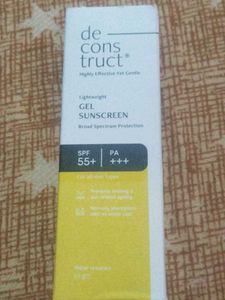 de
cons
truct®
Highly Effective Yet Gentle
Lightweight
GEL
SUNSCREEN
Broad Spectrum Protection
SPF
55+
PA
+++
For all skin types